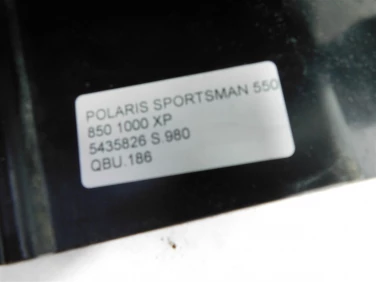 POLARIS SPORTSMAN 550
850 1000 XP
5435826 S.980
QBU.186